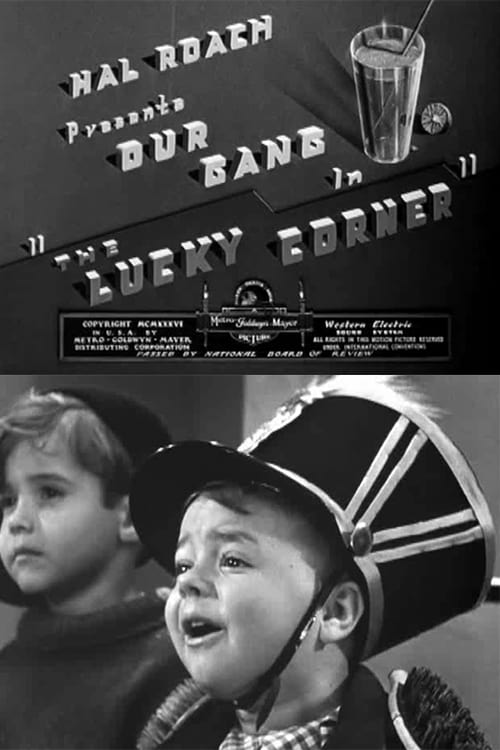 HAL ROACH
Presents
OUR
GANG
In
"THE
LUCKY CORNER"
COPYRIGHT MCMXXXVI
IN U.S.A. BY
METRO-GOLDWYN-MAYER
DISTRIBUTING CORPORATION
Metro-Goldwyn-Mayer
PICTURE
Western Electric
SOUND SYSTEM
ALL RIGHTS IN THIS MOTION PICTURE RESERVED
UNDER INTERNATIONAL CONVENTIONS
PASSED BY NATIONAL BOARD OF REVIEW